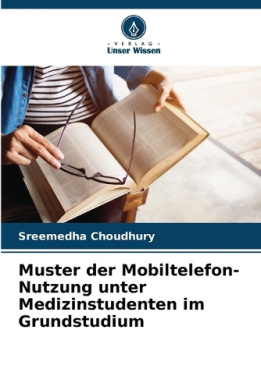 - VERLAG -
Unser Wissen
Sreemedha Choudhury
Muster der Mobiltelefon-
Nutzung unter
Medizinstudenten im
Grundstudium